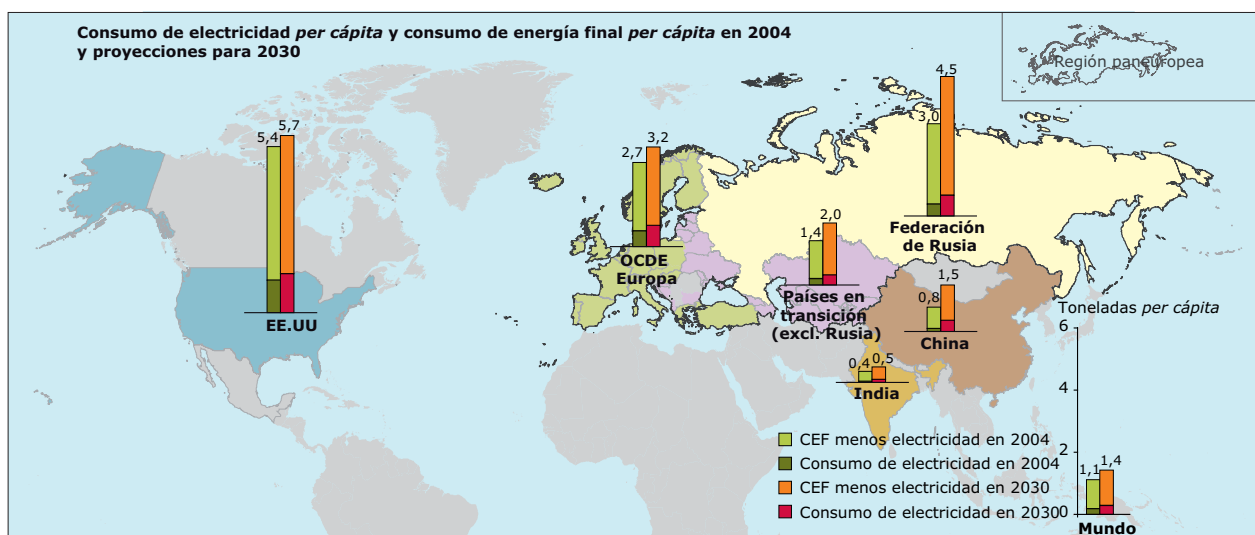 Consumo de electricidad per cápita y consumo de energía final per cápita en 2004
y proyecciones para 2030
Región paneuropea
5,4
5,7
EE.UU
2,7
3,2
OCDE
Europa
1,4
2,0
Países en
transición
(excl. Rusia)
3,0
4,5
Federación
de Rusia
0,8
1,5
China
0,4
0,5
India
Toneladas per cápita
6
4
2
0
1,1
1,4
Mundo
CEF menos electricidad en 2004
Consumo de electricidad en 2004
CEF menos electricidad en 2030
Consumo de electricidad en 2030